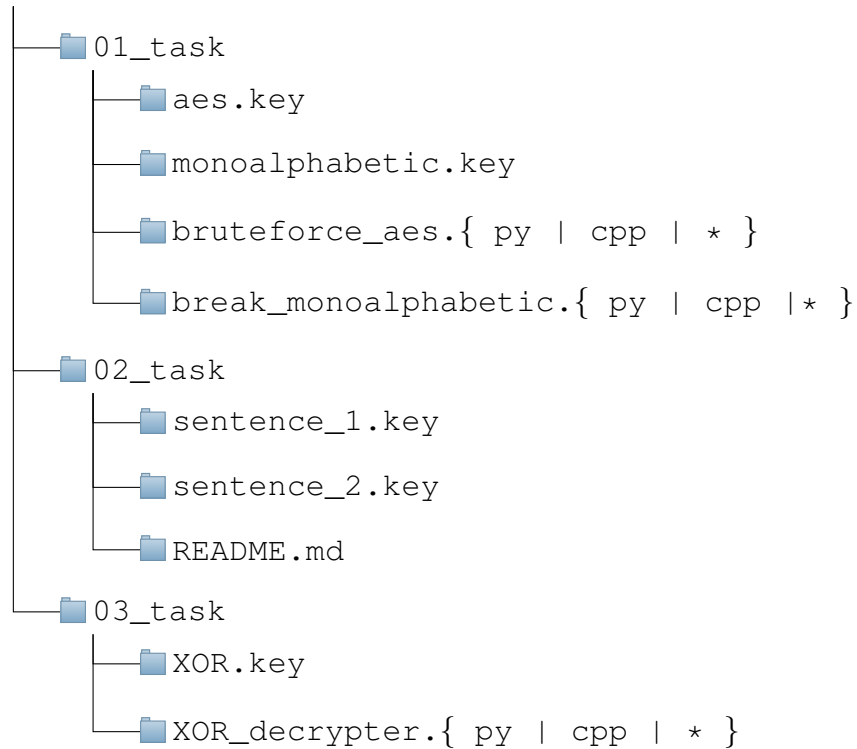 01_task
aes.key
monoalphabetic.key
bruteforce_aes.{ py | cpp | * }
break_monoalphabetic.{ py | cpp |* }
02_task
sentence_1.key
sentence_2.key
README.md
03_task
XOR.key
XOR_decrypter.{ py | cpp | * }